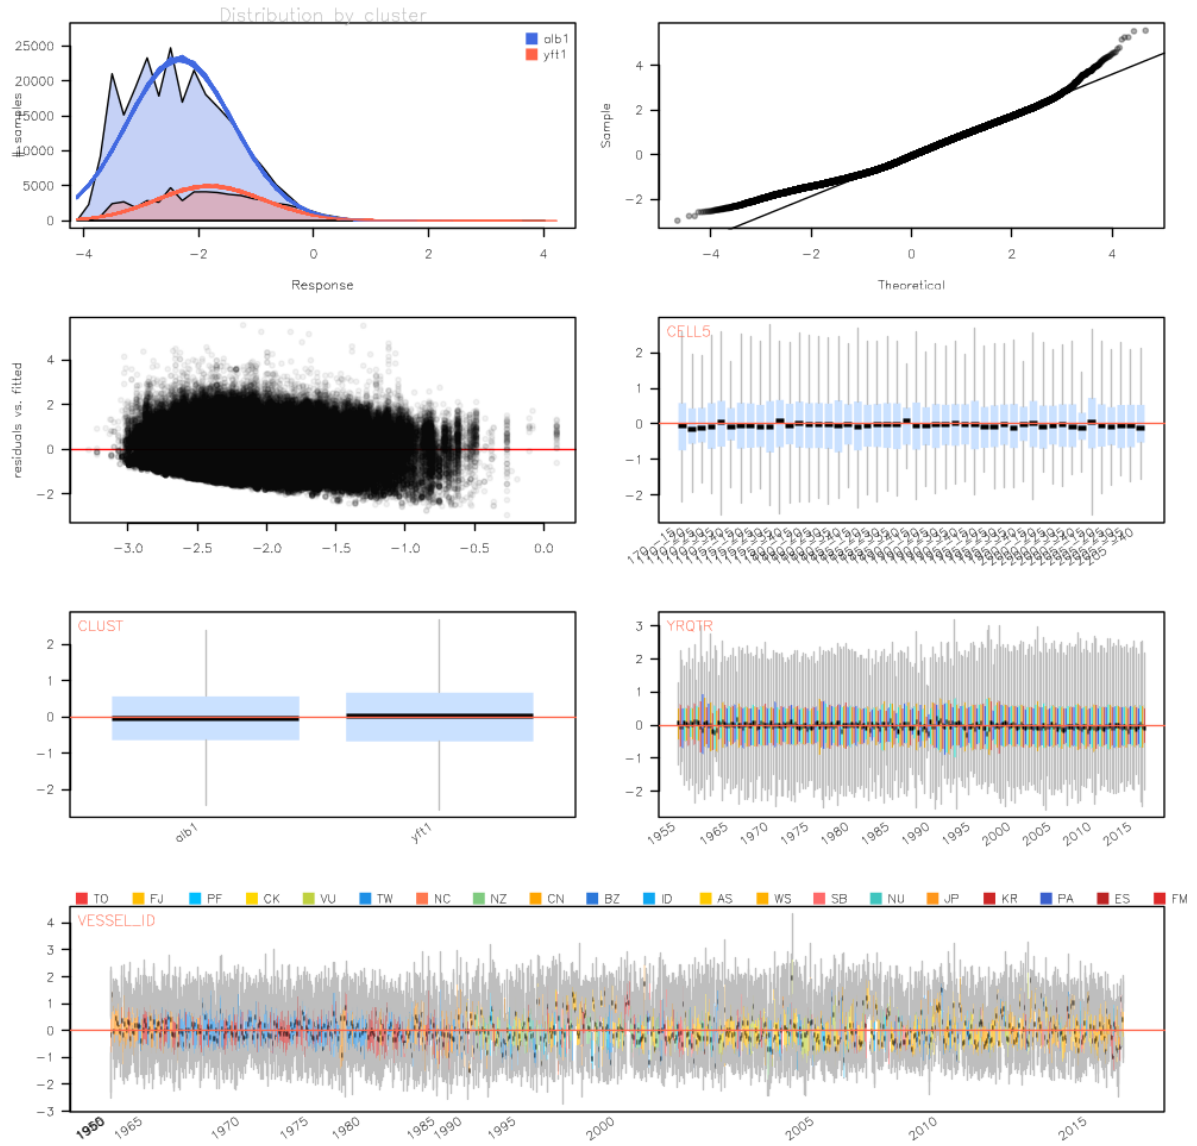 Distribution by cluster
alb1
yft1
25000
20000
15000
10000
5000
0
# samples
−4 −2 0 2 4
Response
4
2
0
−2
Sample
−4 −2 0 2 4
Theoretical
4
2
0
−2
residuals vs. fitted
−3.0 −2.5 −2.0 −1.5 −1.0 −0.5 0.0
CELL5
2
1
0
−1
−2
CLUST
2
1
0
−1
−2
alb1 yft1
YRQTR
3
2
1
0
−1
−2
1955 1965 1970 1975 1980 1985 1990 1995 2000 2005 2010 2015
TO FJ PF CK VU TW NC NZ CN BZ ID AS WS SB NU JP KR PA ES FM
VESSEL_ID
4
3
2
1
0
−1
−2
−3
1965 1970 1975 1980 1985 1990 1995 2000 2005 2010 2015